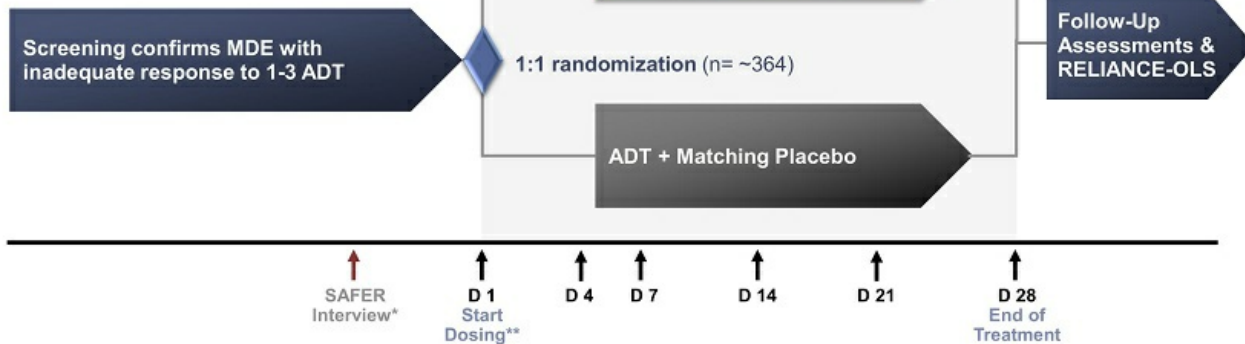 Screening confirms MDE with
inadequate response to 1-3 ADT
1:1 randomization (n= ~364)
Follow-Up
Assessments &
RELIANCE-OLS
ADT + Matching Placebo
SAFER
Interview*
D 1
Start
Dosing**
D 4
D 7
D 14
D 21
D 28
End of
Treatment